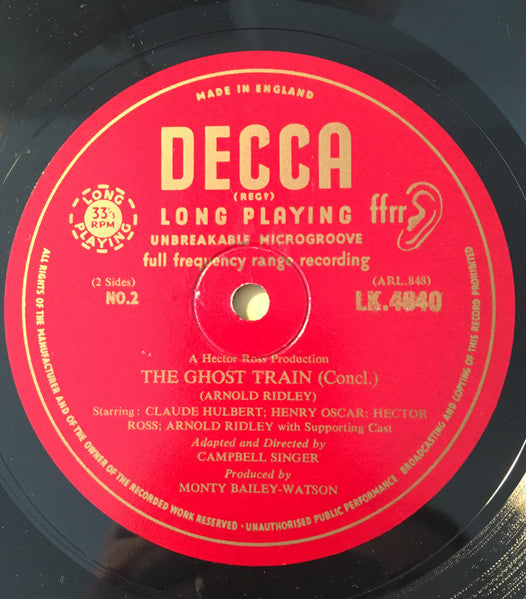 MADE IN ENGLAND
DECCA
(REGᴰ)
LONG PLAYING
ffrr
UNBREAKABLE MICROGROOVE
full frequency range recording
LONG
33⅓
RPM
PLAYING
(2 Sides)
NO.2
(ARL.848)
LK.4040
A Hector Ross Production
THE GHOST TRAIN (Concl.)
(ARNOLD RIDLEY)
Starring: CLAUDE HULBERT; HENRY OSCAR; HECTOR
ROSS; ARNOLD RIDLEY with Supporting Cast
Adapted and Directed by
CAMPBELL SINGER
Produced by
MONTY BAILEY-WATSON
ALL RIGHTS OF THE MANUFACTURER AND OF THE OWNER OF THE RECORDED WORK RESERVED · UNAUTHORISED PUBLIC PERFORMANCE BROADCASTING AND COPYING OF THIS RECORD PROHIBITED